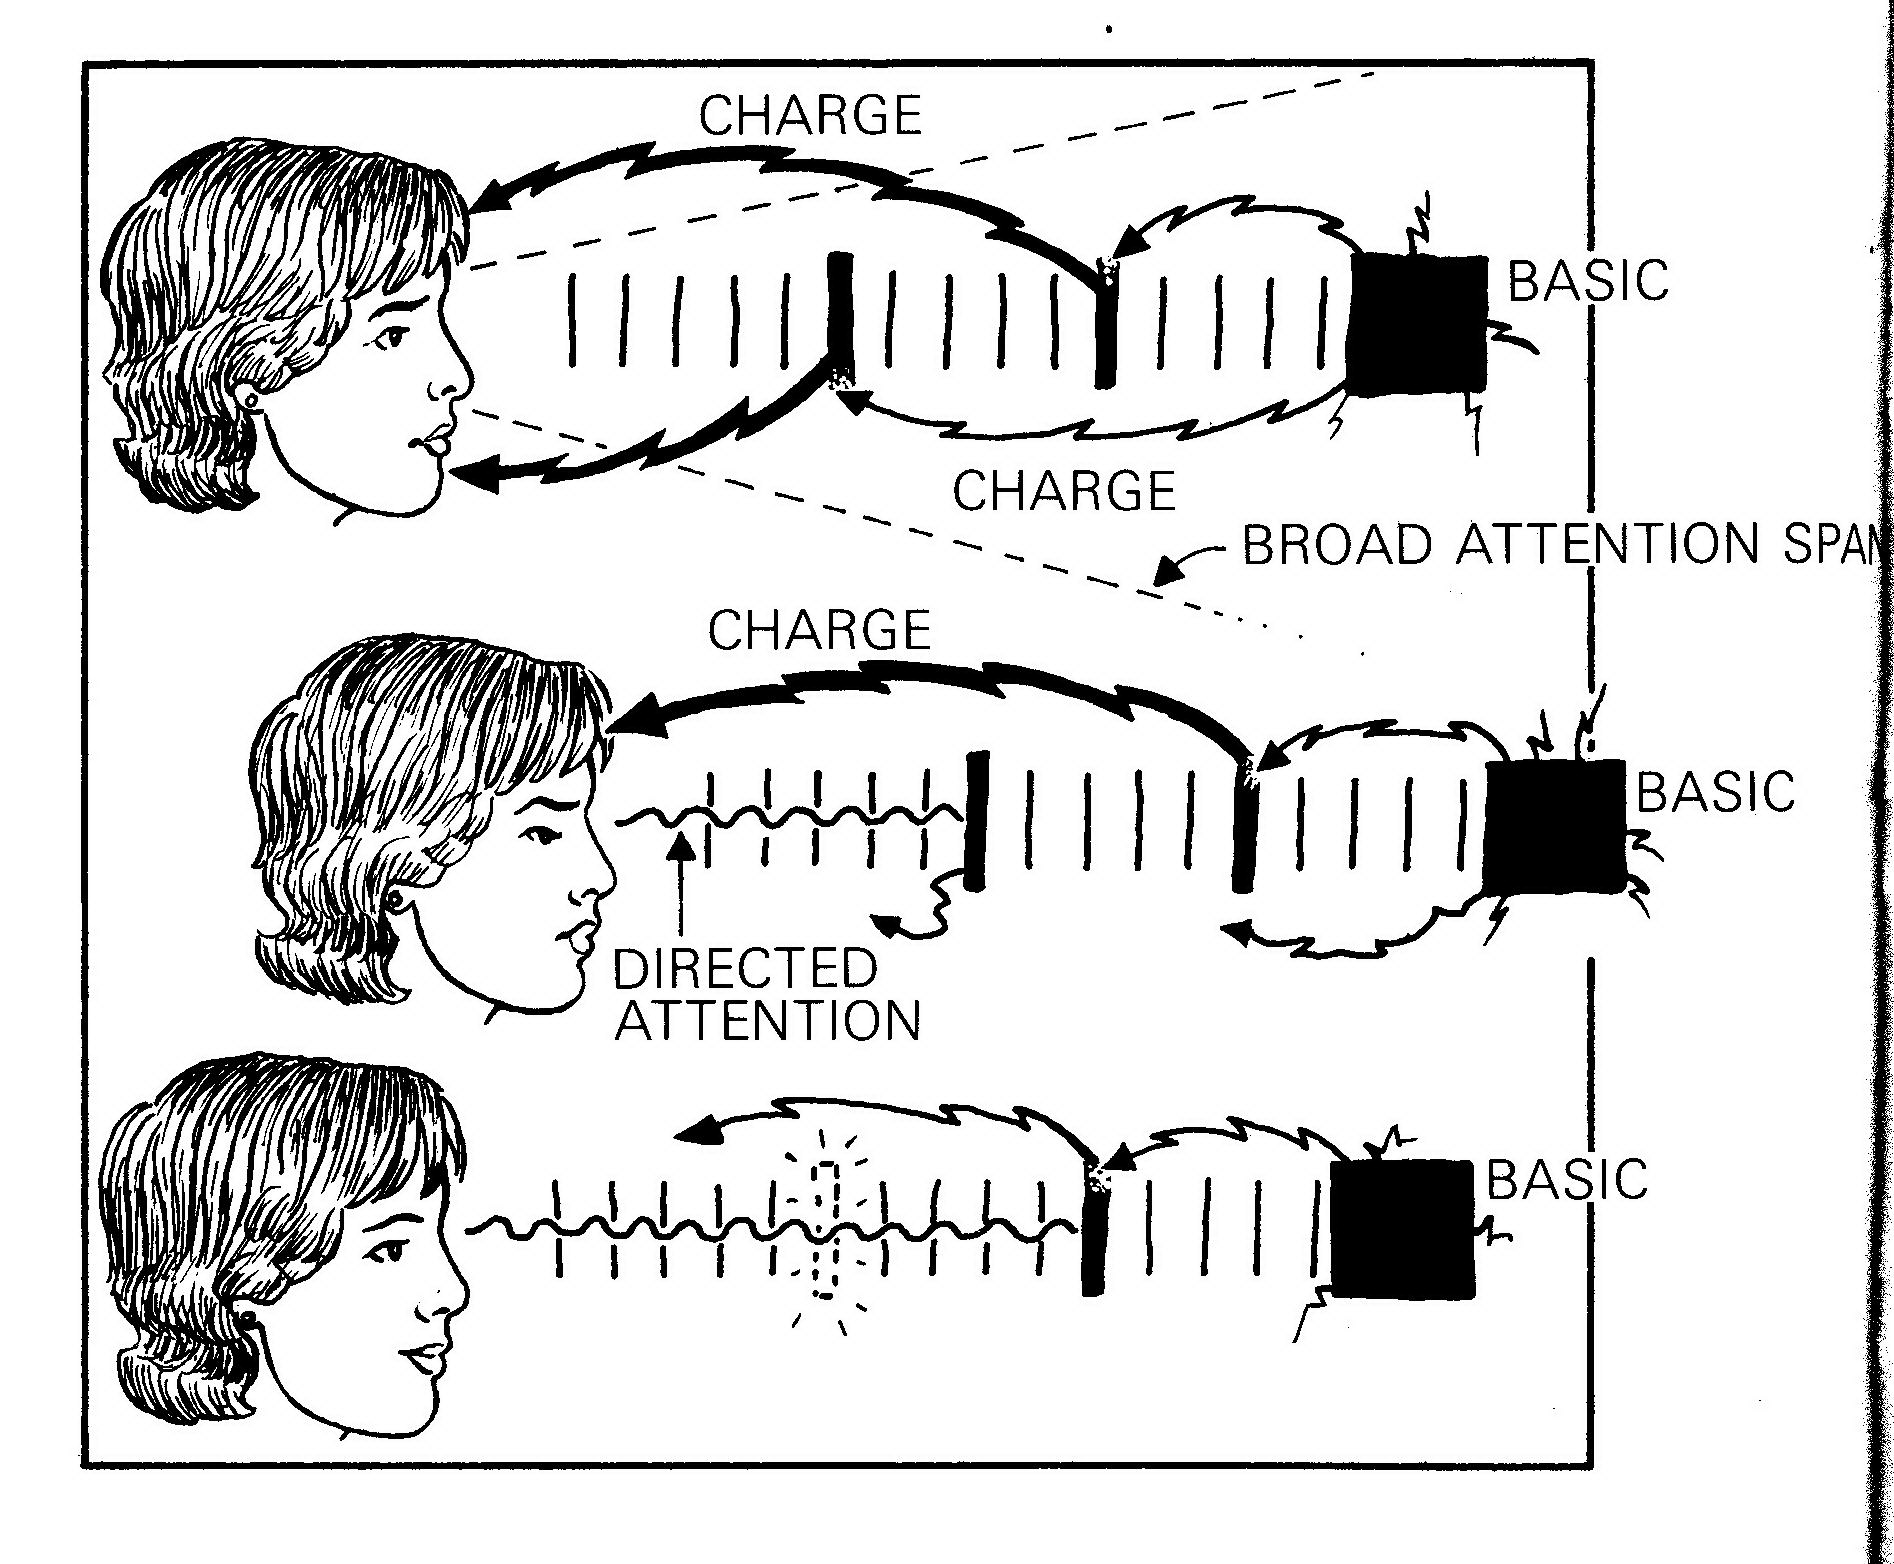 CHARGE
BASIC
CHARGE
BROAD ATTENTION SPAN
CHARGE
BASIC
DIRECTED
ATTENTION
BASIC